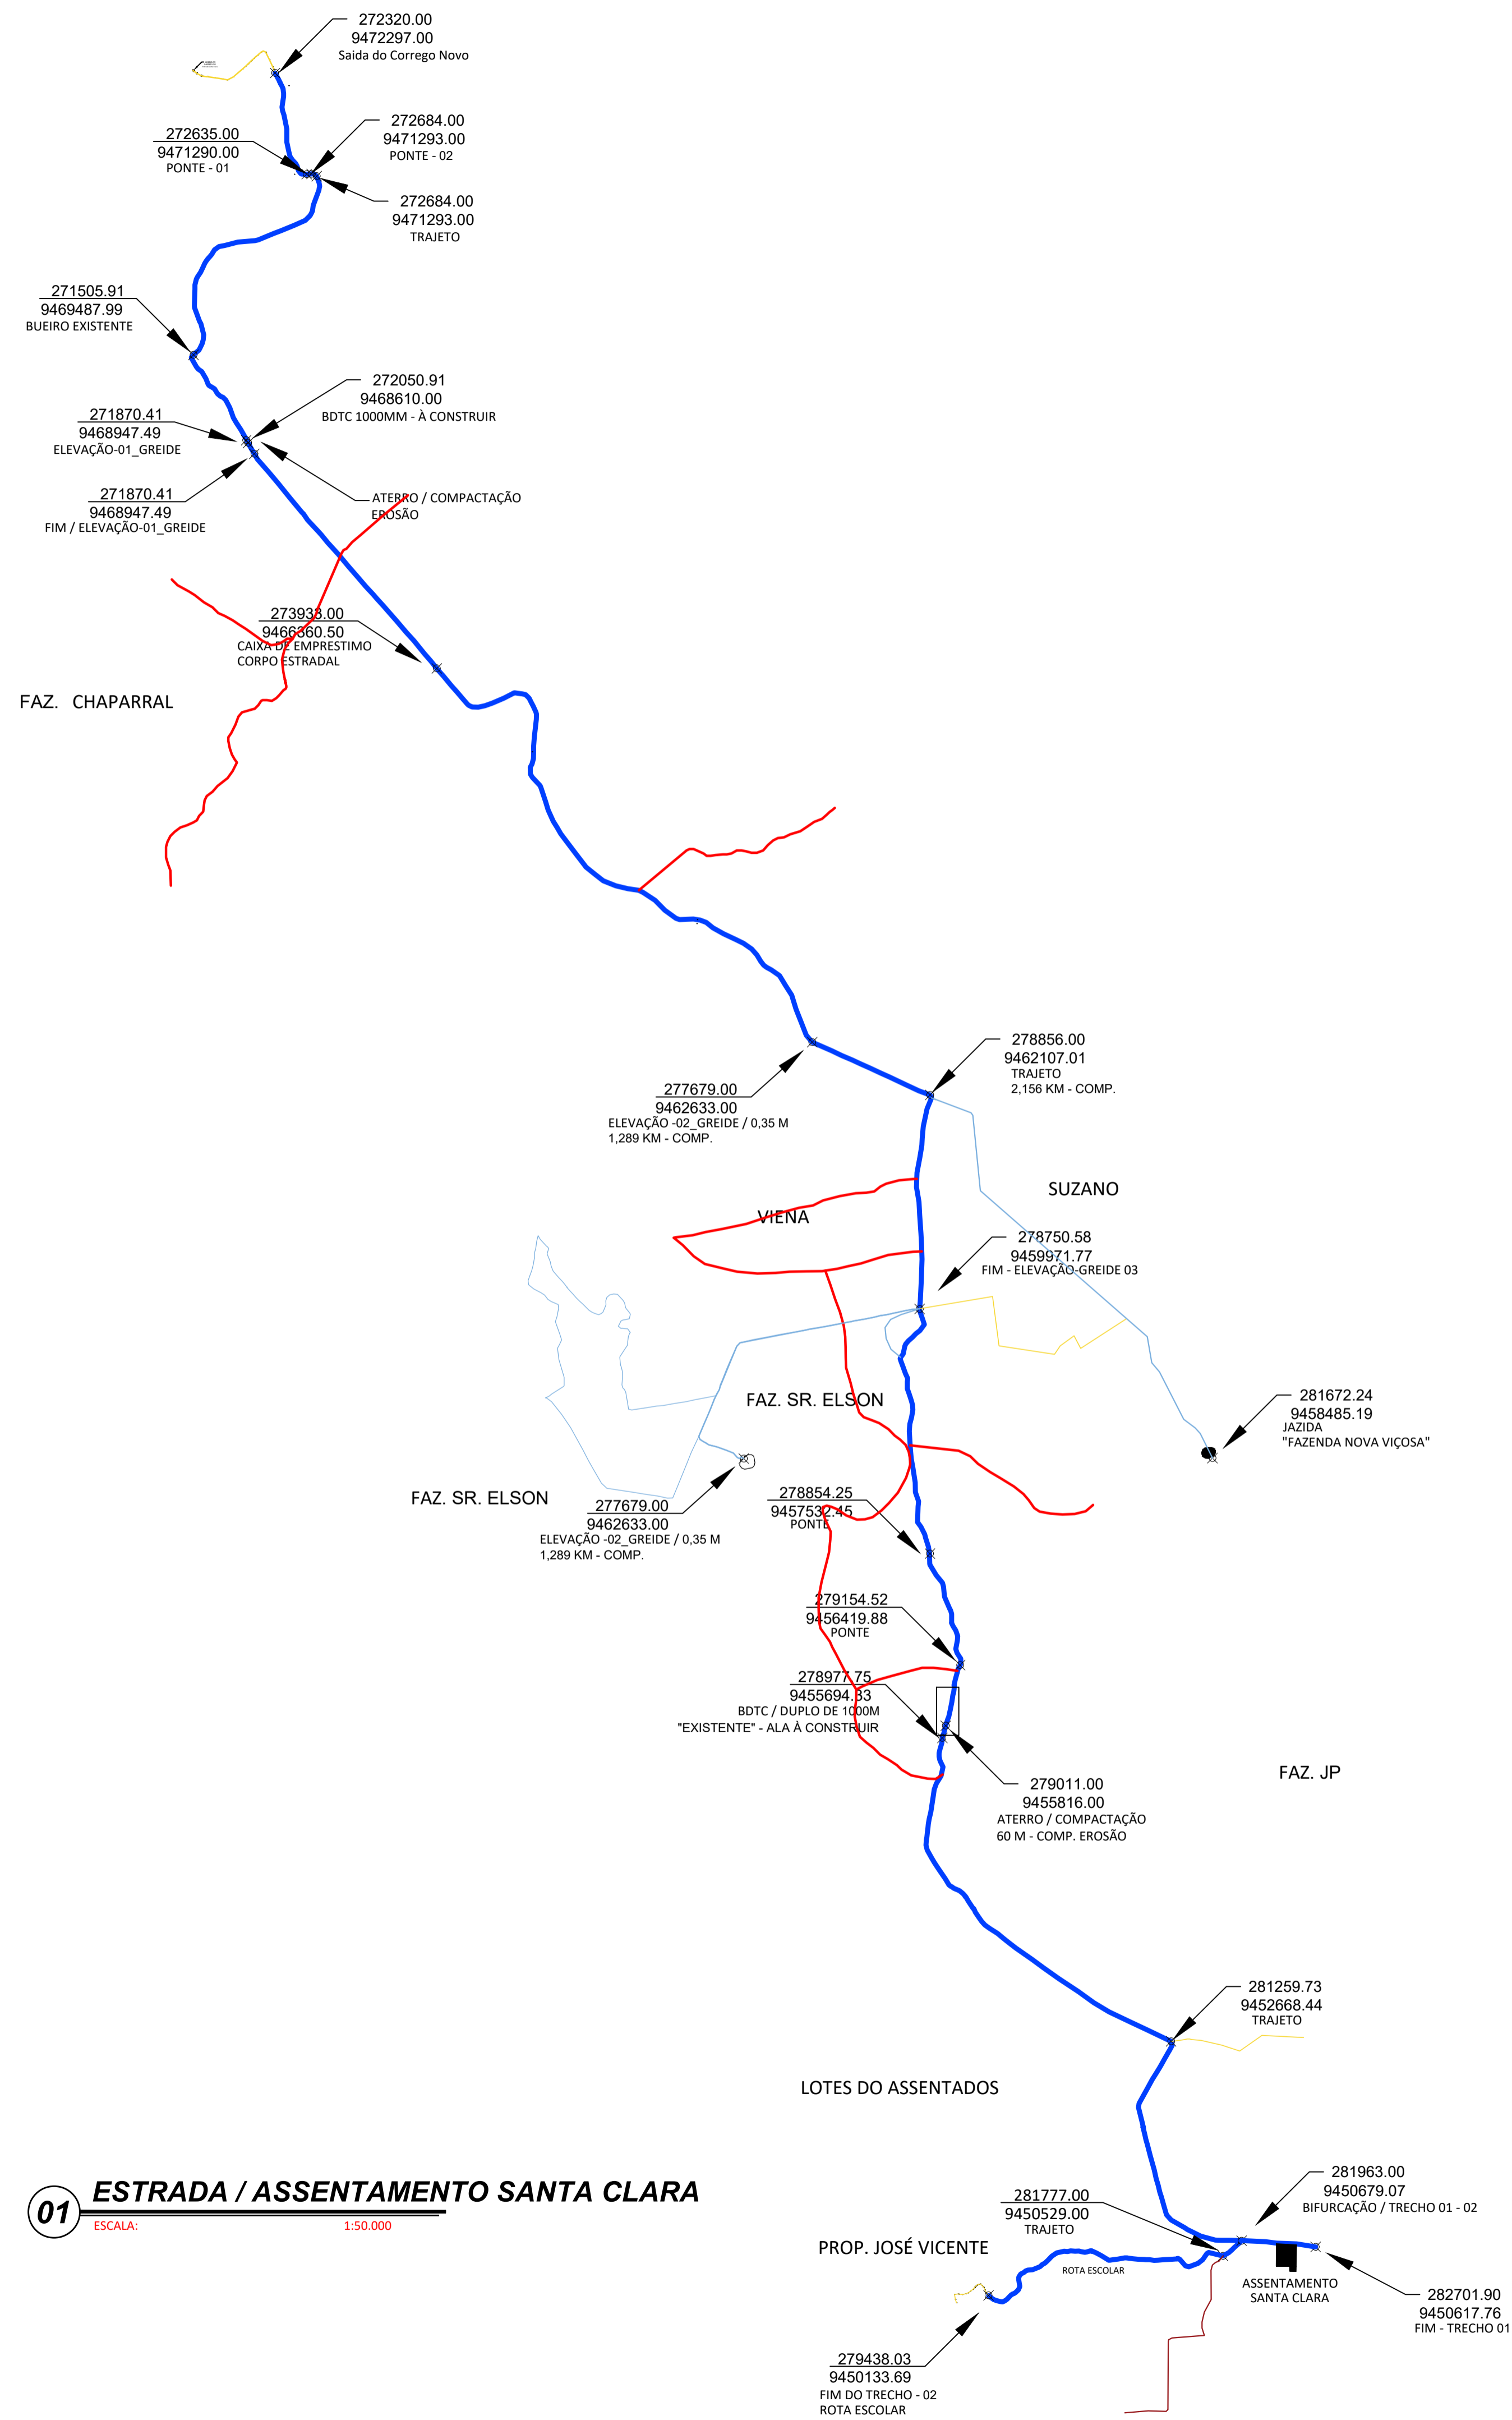 272320.00
9472297.00
Saida do Corrego Novo
272684.00
9471293.00
PONTE - 02
272635.00
9471290.00
PONTE - 01
272684.00
9471293.00
TRAJETO
271505.91
9469487.99
BUEIRO EXISTENTE
272050.91
9468610.00
BDTC 1000MM - À CONSTRUIR
271870.41
9468947.49
ELEVAÇÃO-01_GREIDE
271870.41
9468947.49
FIM / ELEVAÇÃO-01_GREIDE
ATERRO / COMPACTAÇÃO
EROSÃO
273933.00
9466360.50
CAIXA DE EMPRESTIMO
CORPO ESTRADAL
FAZ. CHAPARRAL
278856.00
9462107.01
TRAJETO
2,156 KM - COMP.
277679.00
9462633.00
ELEVAÇÃO -02_GREIDE / 0,35 M
1,289 KM - COMP.
SUZANO
VIENA
278750.58
9459971.77
FIM - ELEVAÇÃO-GREIDE 03
FAZ. SR. ELSON
281672.24
9458485.19
JAZIDA
"FAZENDA NOVA VIÇOSA"
FAZ. SR. ELSON
277679.00
9462633.00
ELEVAÇÃO -02_GREIDE / 0,35 M
1,289 KM - COMP.
278854.25
9457532.45
PONTE
279154.52
9456419.88
PONTE
278977.75
9455694.33
BDTC / DUPLO DE 1000M
"EXISTENTE" - ALA À CONSTRUIR
FAZ. JP
279011.00
9455816.00
ATERRO / COMPACTAÇÃO
60 M - COMP. EROSÃO
281259.73
9452668.44
TRAJETO
LOTES DO ASSENTADOS
281963.00
9450679.07
BIFURCAÇÃO / TRECHO 01 - 02
281777.00
9450529.00
TRAJETO
01
ESTRADA / ASSENTAMENTO SANTA CLARA
ESCALA: 1:50.000
PROP. JOSÉ VICENTE
ROTA ESCOLAR
ASSENTAMENTO
SANTA CLARA
282701.90
9450617.76
FIM - TRECHO 01
279438.03
9450133.69
FIM DO TRECHO - 02
ROTA ESCOLAR